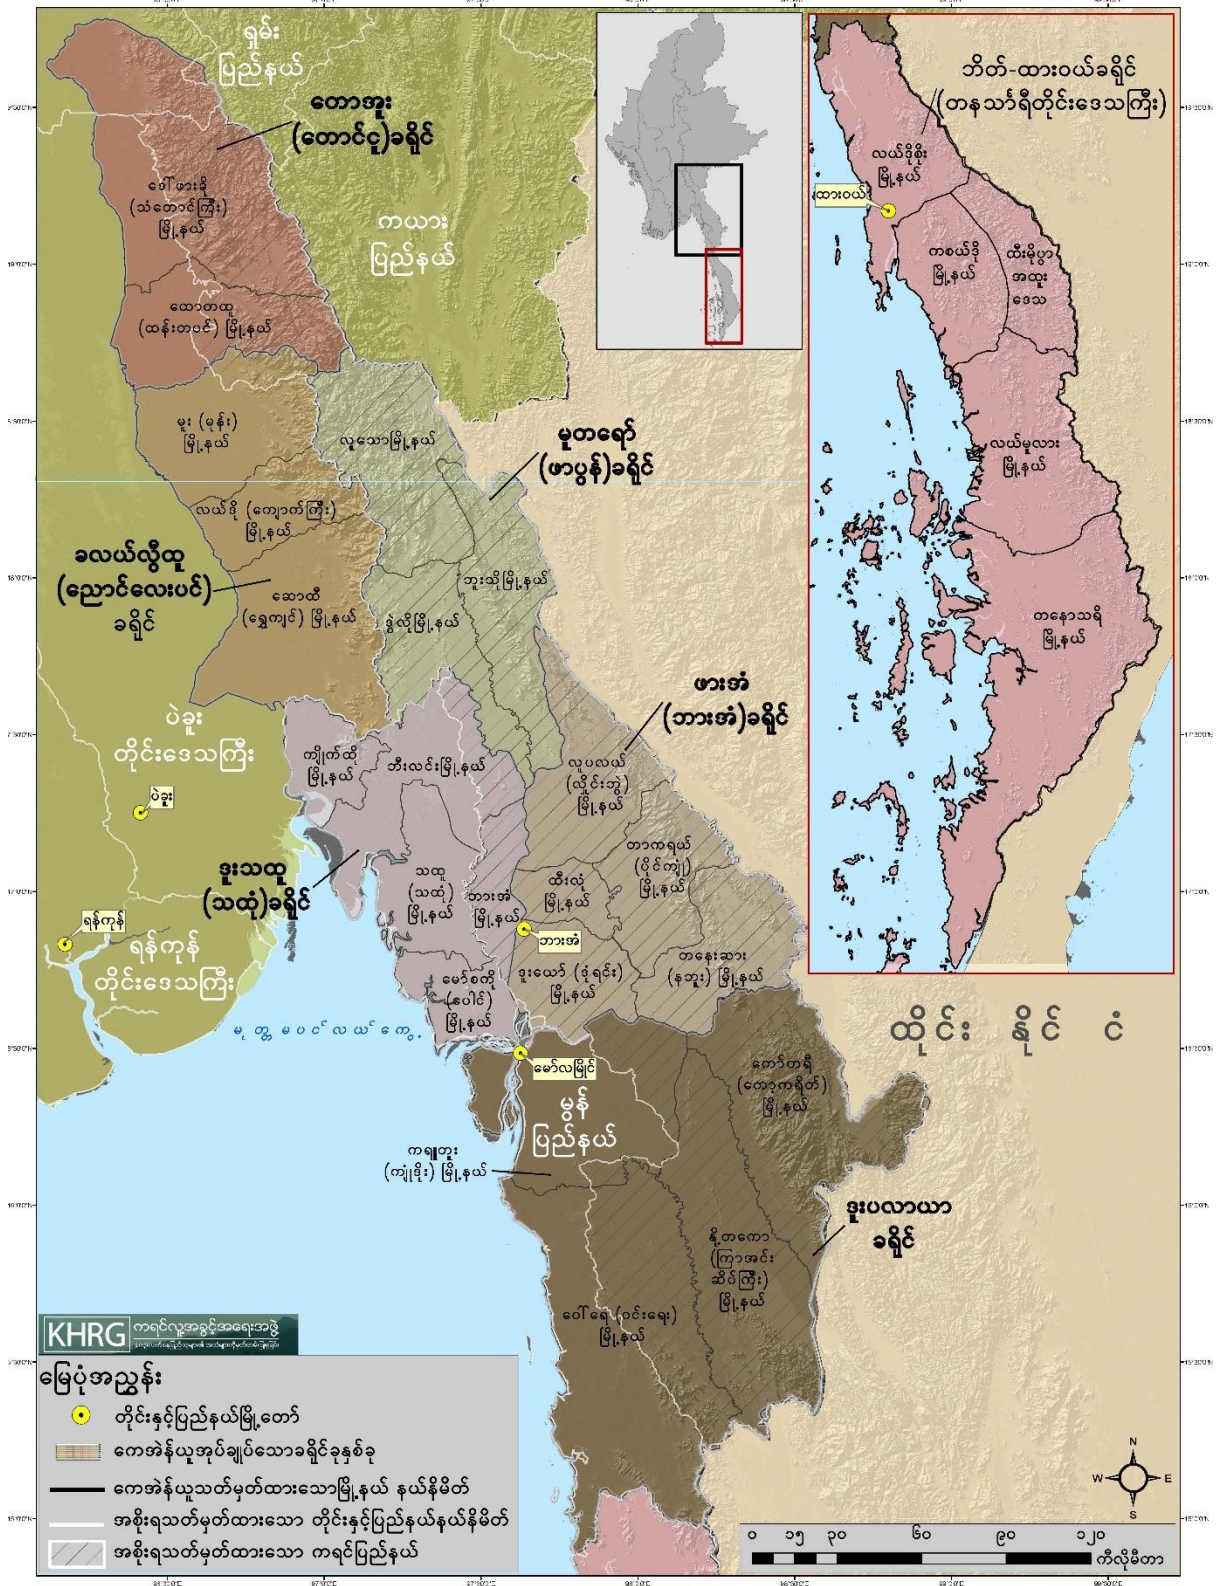 ရှမ်း
ပြည်နယ်
တောအူး
(တောင်ငူ)ခရိုင်
ဒေါဖားခို
(သံတောင်ကြီး)
မြို့နယ်
ကယား
ပြည်နယ်
ထောတထူ
(ထန်းတပင်) မြို့နယ်
မူး (မုန်း)
မြို့နယ်
လူသောမြို့နယ်
မူတရော်
(ဖာပွန်)ခရိုင်
လယ်ဒို (ကျောက်ကြီး)
မြို့နယ်
ခလယ်လွီထူ
(ညောင်လေးပင်)
ခရိုင်
ဆောထီ
(ရွှေကျင်) မြို့နယ်
ဘူးသိုမြို့နယ်
ဒွဲလိုမြို့နယ်
ဖားအံ
(ဘားအံ)ခရိုင်
ပဲခူး
တိုင်းဒေသကြီး
ပဲခူး
ကျိုက်ထို
မြို့နယ်
ဘီးလင်းမြို့နယ်
လူပလယ်
(လှိုင်းဘွဲ)
မြို့နယ်
တာကရယ်
(ပိုင်ကျုံ)
မြို့နယ်
ဒူးသထူ
(သထုံ)ခရိုင်
သထူ
(သထုံ)
မြို့နယ်
ဘားအံ
မြို့နယ်
ထီးလုံ
မြို့နယ်
ရန်ကုန်
ဘားအံ
ရန်ကုန်
တိုင်းဒေသကြီး
ဒူးယော် (ဒုံရင်း)
မြို့နယ်
တနေးဆား
(နဘူး) မြို့နယ်
မော်စကို
(ပေါင်)
မြို့နယ်
မုတ္တမပင်လယ်ကွေ့
မော်လမြိုင်
ထိုင်းနိုင်ငံ
ကော်တရီ
(ကော့ကရိတ်)
မြို့နယ်
မွန်
ပြည်နယ်
ကရူတူး
(ကျုံဒိုး) မြို့နယ်
ဒူးပလာယာ
ခရိုင်
နို့တကော
(ကြာအင်း
ဆိပ်ကြီး)
မြို့နယ်
ဝေါ်ရေ (ဝင်းရေး)
မြို့နယ်
ဘိတ်-ထားဝယ်ခရိုင်
(တနင်္သာရီတိုင်းဒေသကြီး)
လယ်ဒိုစိုး
မြို့နယ်
ထားဝယ်
ကစယ်ဒို
မြို့နယ်
ထီးမိုပွာ
အထူး
ဒေသ
လယ်မူလား
မြို့နယ်
တနောသရီ
မြို့နယ်
KHRG ကရင်လူ့အခွင့်အရေးအဖွဲ့
မြေပုံအညွှန်း
တိုင်းနှင့်ပြည်နယ်မြို့တော်
ကေအဲန်ယူအုပ်ချုပ်သောခရိုင်ခုနှစ်ခု
ကေအဲန်ယူသတ်မှတ်ထားသောမြို့နယ် နယ်နိမိတ်
အစိုးရသတ်မှတ်ထားသော တိုင်းနှင့်ပြည်နယ်နယ်နိမိတ်
အစိုးရသတ်မှတ်ထားသော ကရင်ပြည်နယ်
N
W E
S
၀ ၁၅ ၃၀ ၆၀ ၉၀ ၁၂၀
ကီလိုမီတာ